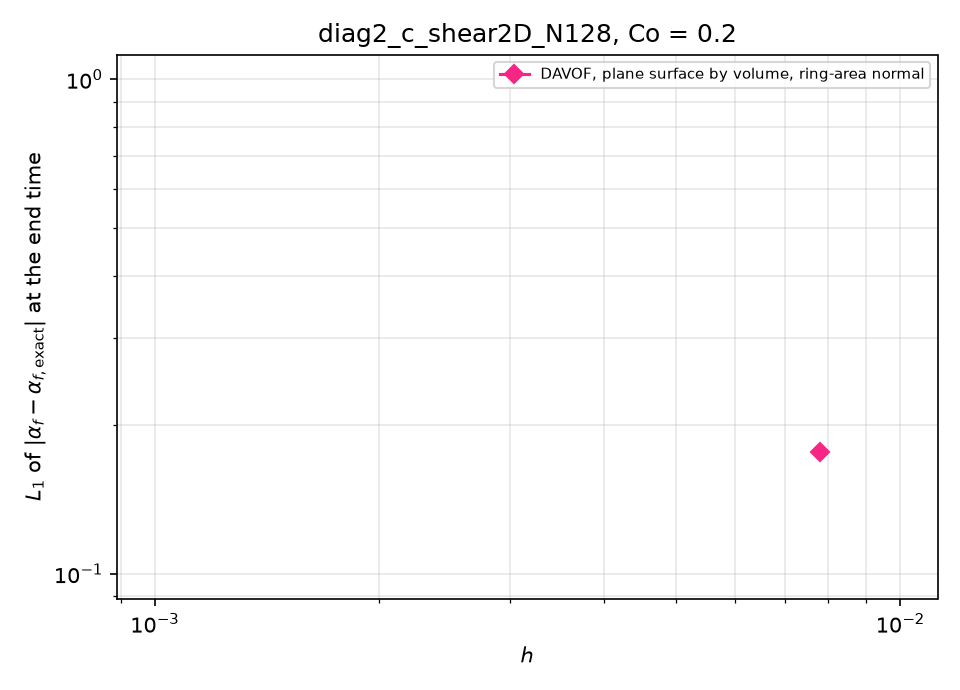 diag2_c_shear2D_N128, Co = 0.2
DAVOF, plane surface by volume, ring-area normal
L₁ of |α_f − α_{f,exact}| at the end time
10⁰
10⁻¹
10⁻³
10⁻²
h